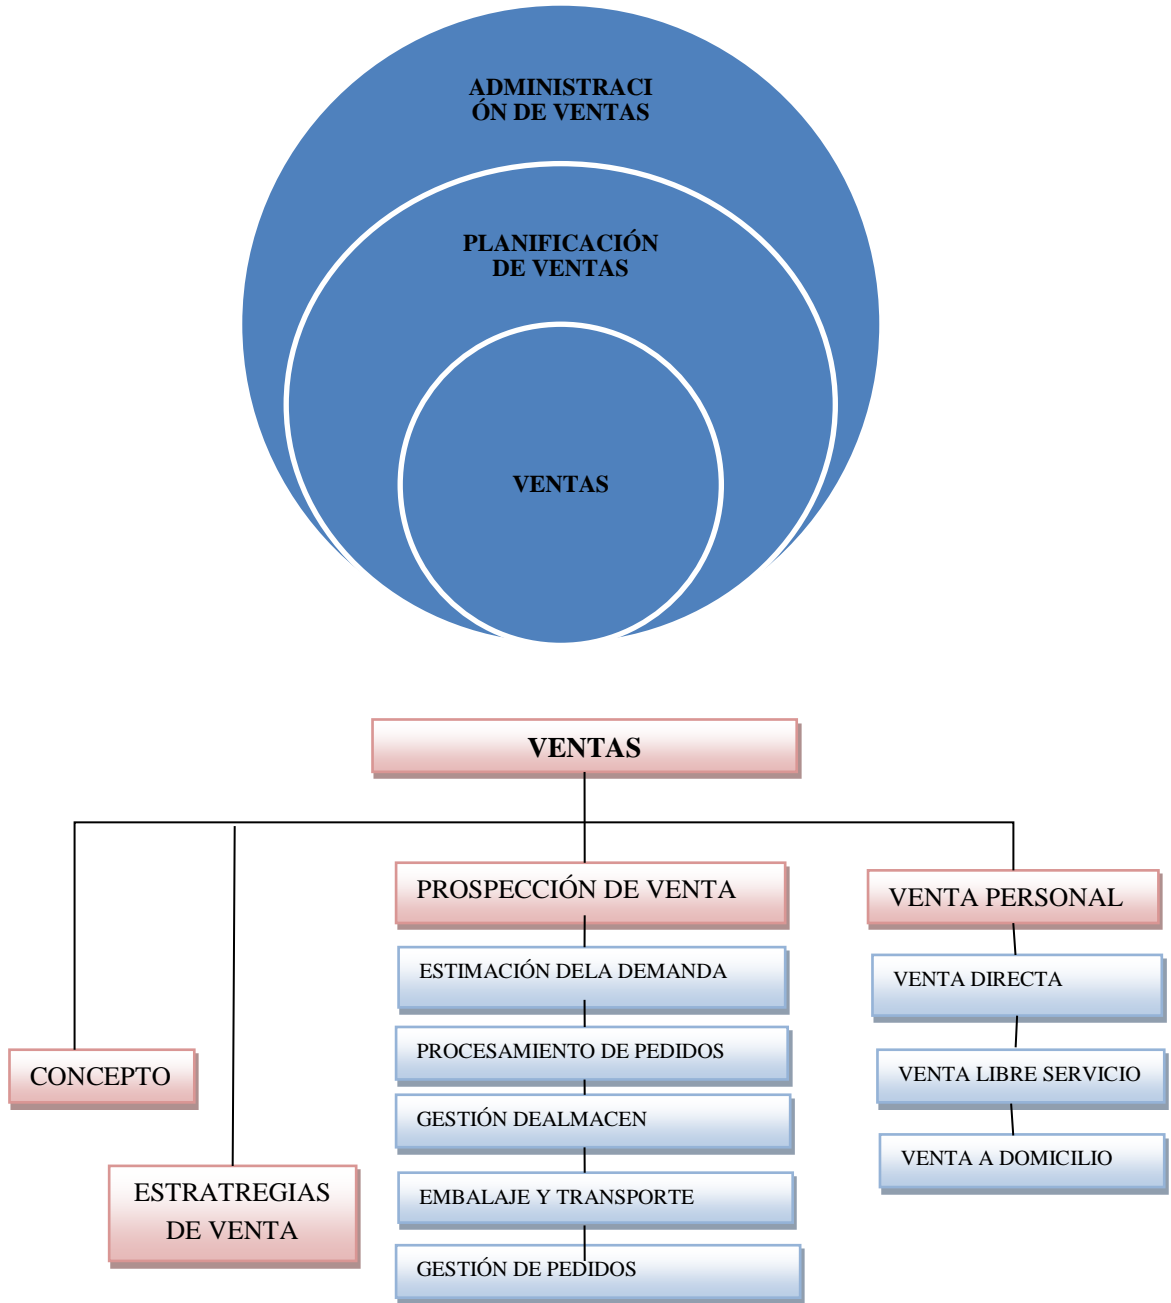 ADMINISTRACI
ÓN DE VENTAS
PLANIFICACIÓN
DE VENTAS
VENTAS
VENTAS
PROSPECCIÓN DE VENTA
VENTA PERSONAL
ESTIMACIÓN DELA DEMANDA
VENTA DIRECTA
PROCESAMIENTO DE PEDIDOS
VENTA LIBRE SERVICIO
CONCEPTO
GESTIÓN DEALMACEN
VENTA A DOMICILIO
ESTRATREGIAS
DE VENTA
EMBALAJE Y TRANSPORTE
GESTIÓN DE PEDIDOS